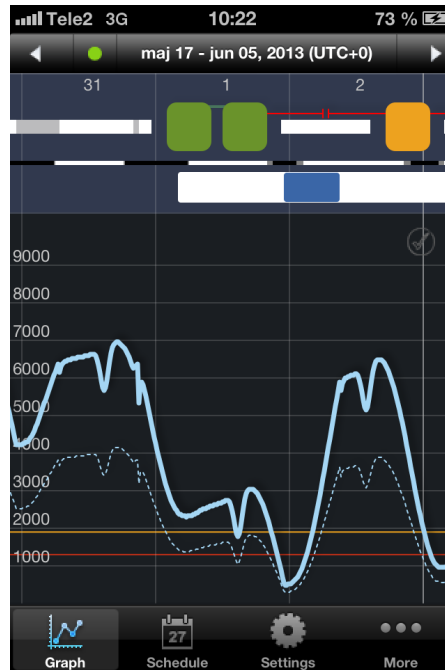 Tele2 3G 10:22 73 %
maj 17 - jun 05, 2013 (UTC+0)
31 1 2
9000
8000
7000
6000
5000
4000
3000
2000
1000
27
Graph Schedule Settings More